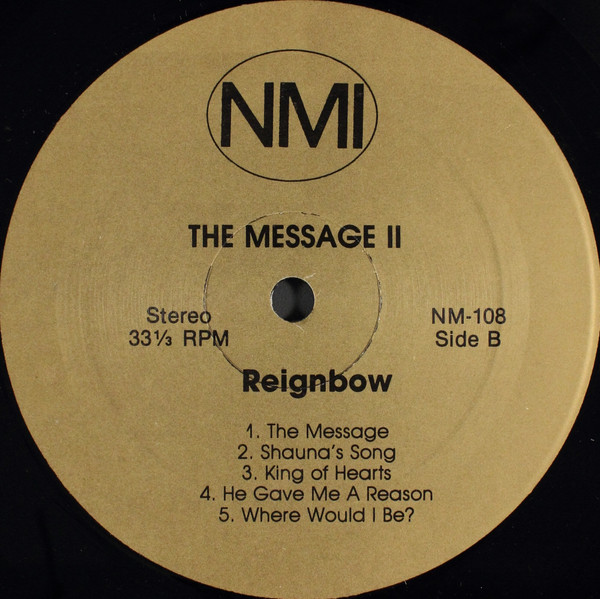 NMI
THE MESSAGE II
Stereo
33⅓ RPM
NM-108
Side B
Reignbow
1. The Message
2. Shauna's Song
3. King of Hearts
4. He Gave Me A Reason
5. Where Would I Be?